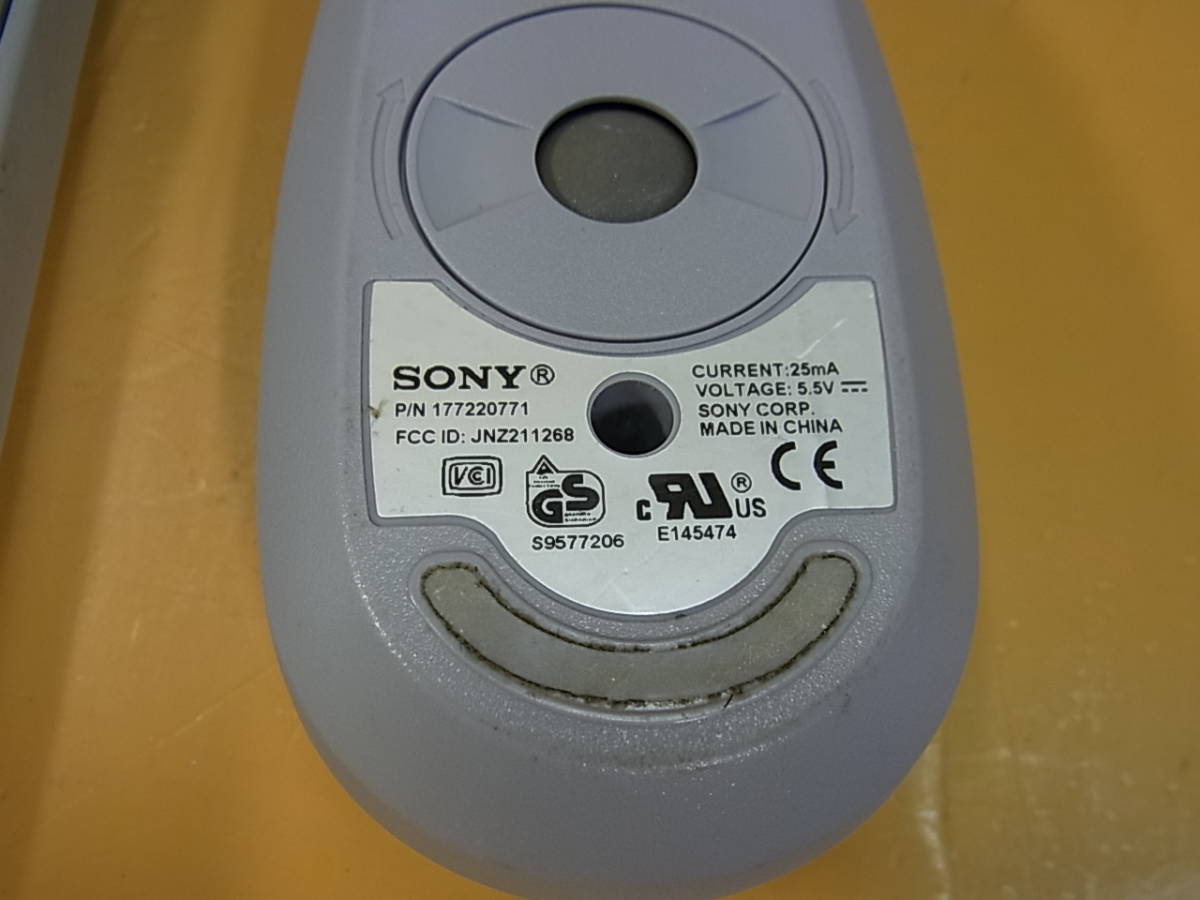 SONY®
P/N 177220771
FCC ID: JNZ211268
CURRENT:25mA
VOLTAGE: 5.5V
SONY CORP.
MADE IN CHINA
VCI
GS
S9577206
c RU ® US
E145474
CE